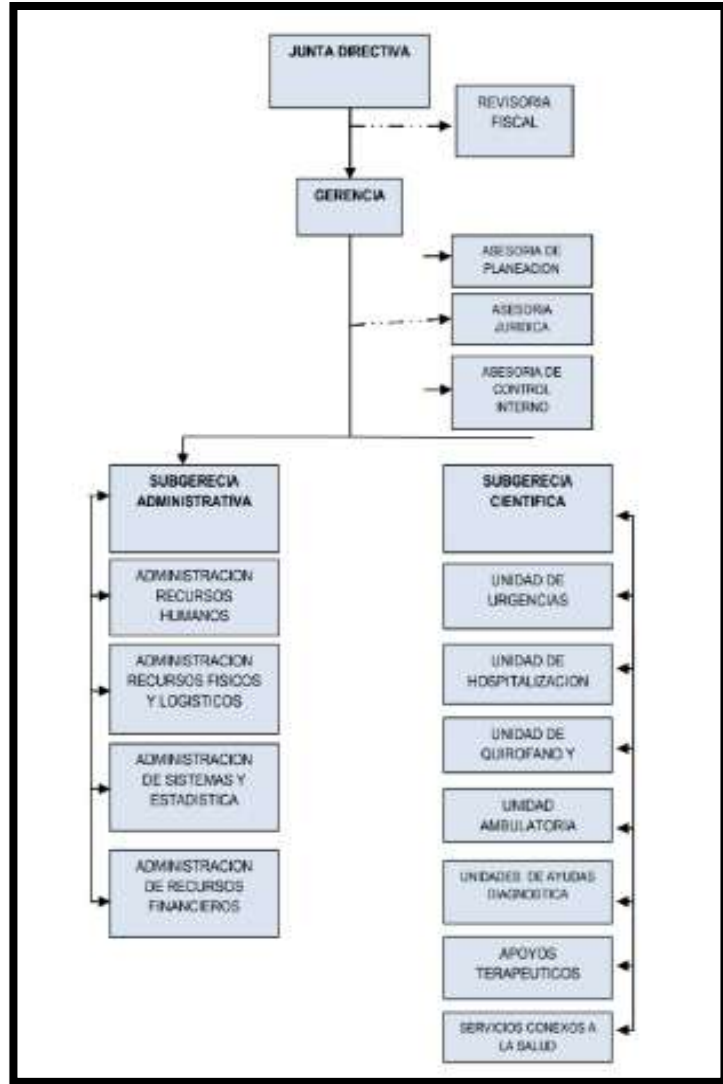 JUNTA DIRECTIVA
REVISORIA
FISCAL
GERENCIA
ASESORIA DE
PLANEACION
ASESORIA
JURIDICA
ASESORIA DE
CONTROL
INTERNO
SUBGERECIA
ADMINISTRATIVA
ADMINISTRACION
RECURSOS
HUMANOS
ADMINISTRACION
RECURSOS FISICOS
Y LOGISTICOS
ADMINISTRACION
DE SISTEMAS Y
ESTADISTICA
ADMINISTRACION
DE RECURSOS
FINANCIEROS
SUBGERECIA
CIENTIFICA
UNIDAD DE
URGENCIAS
UNIDAD DE
HOSPITALIZACION
UNIDAD DE
QUIROFANO Y
UNIDAD
AMBULATORIA
UNIDADES DE AYUDAS
DIAGNOSTICA
APOYOS
TERAPEUTICOS
SERVICIOS CONEXOS A
LA SALUD